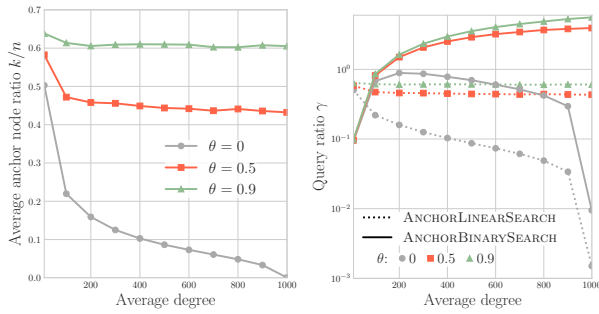 0.7
0.6
0.5
0.4
0.3
0.2
0.1
0.0
200 400 600 800 1000
Average degree
Average anchor node ratio k/n
θ = 0
θ = 0.5
θ = 0.9
10⁰
10⁻¹
10⁻²
10⁻³
200 400 600 800 1000
Average degree
Query ratio γ
ANCHORLINEARSEARCH
ANCHORBINARYSEARCH
θ: 0 0.5 0.9